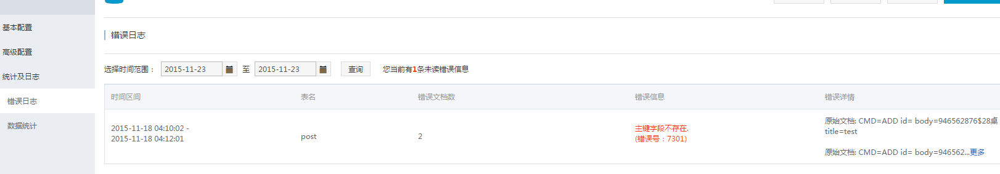 基本配置
高级配置
统计及日志
错误日志
数据统计
错误日志
选择时间范围： 2015-11-23 至 2015-11-23 查询 您当前有1条未读错误信息
时间区间 表名 错误文档数 错误信息 错误详情
2015-11-18 04:10:02 -
2015-11-18 04:12:01
post
2
主键字段不存在.
(错误号：7301)
原始文档: CMD=ADD id= body=946562876$28桌
title=test
原始文档: CMD=ADD id= body=946562...更多